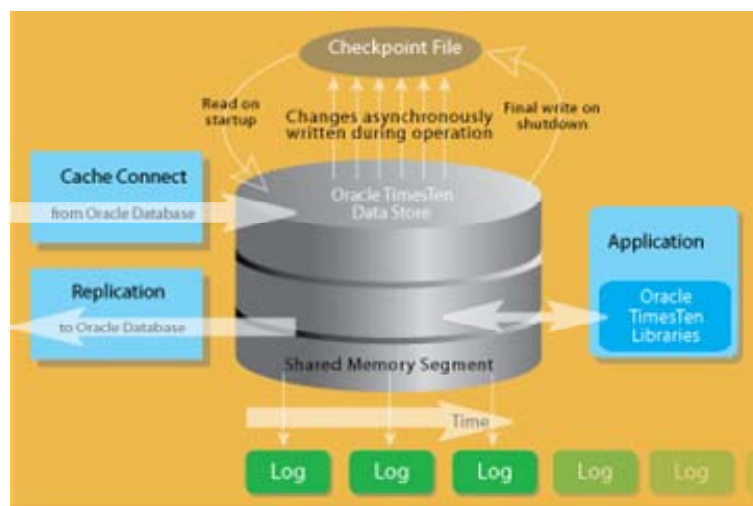 Checkpoint File
Read on
startup
Changes asynchronously
written during operation
Final write on
shutdown
Cache Connect
from Oracle Database
Oracle TimesTen
Data Store
Application
Oracle
TimesTen
Libraries
Replication
to Oracle Database
Shared Memory Segment
Time
Log
Log
Log
Log
Log